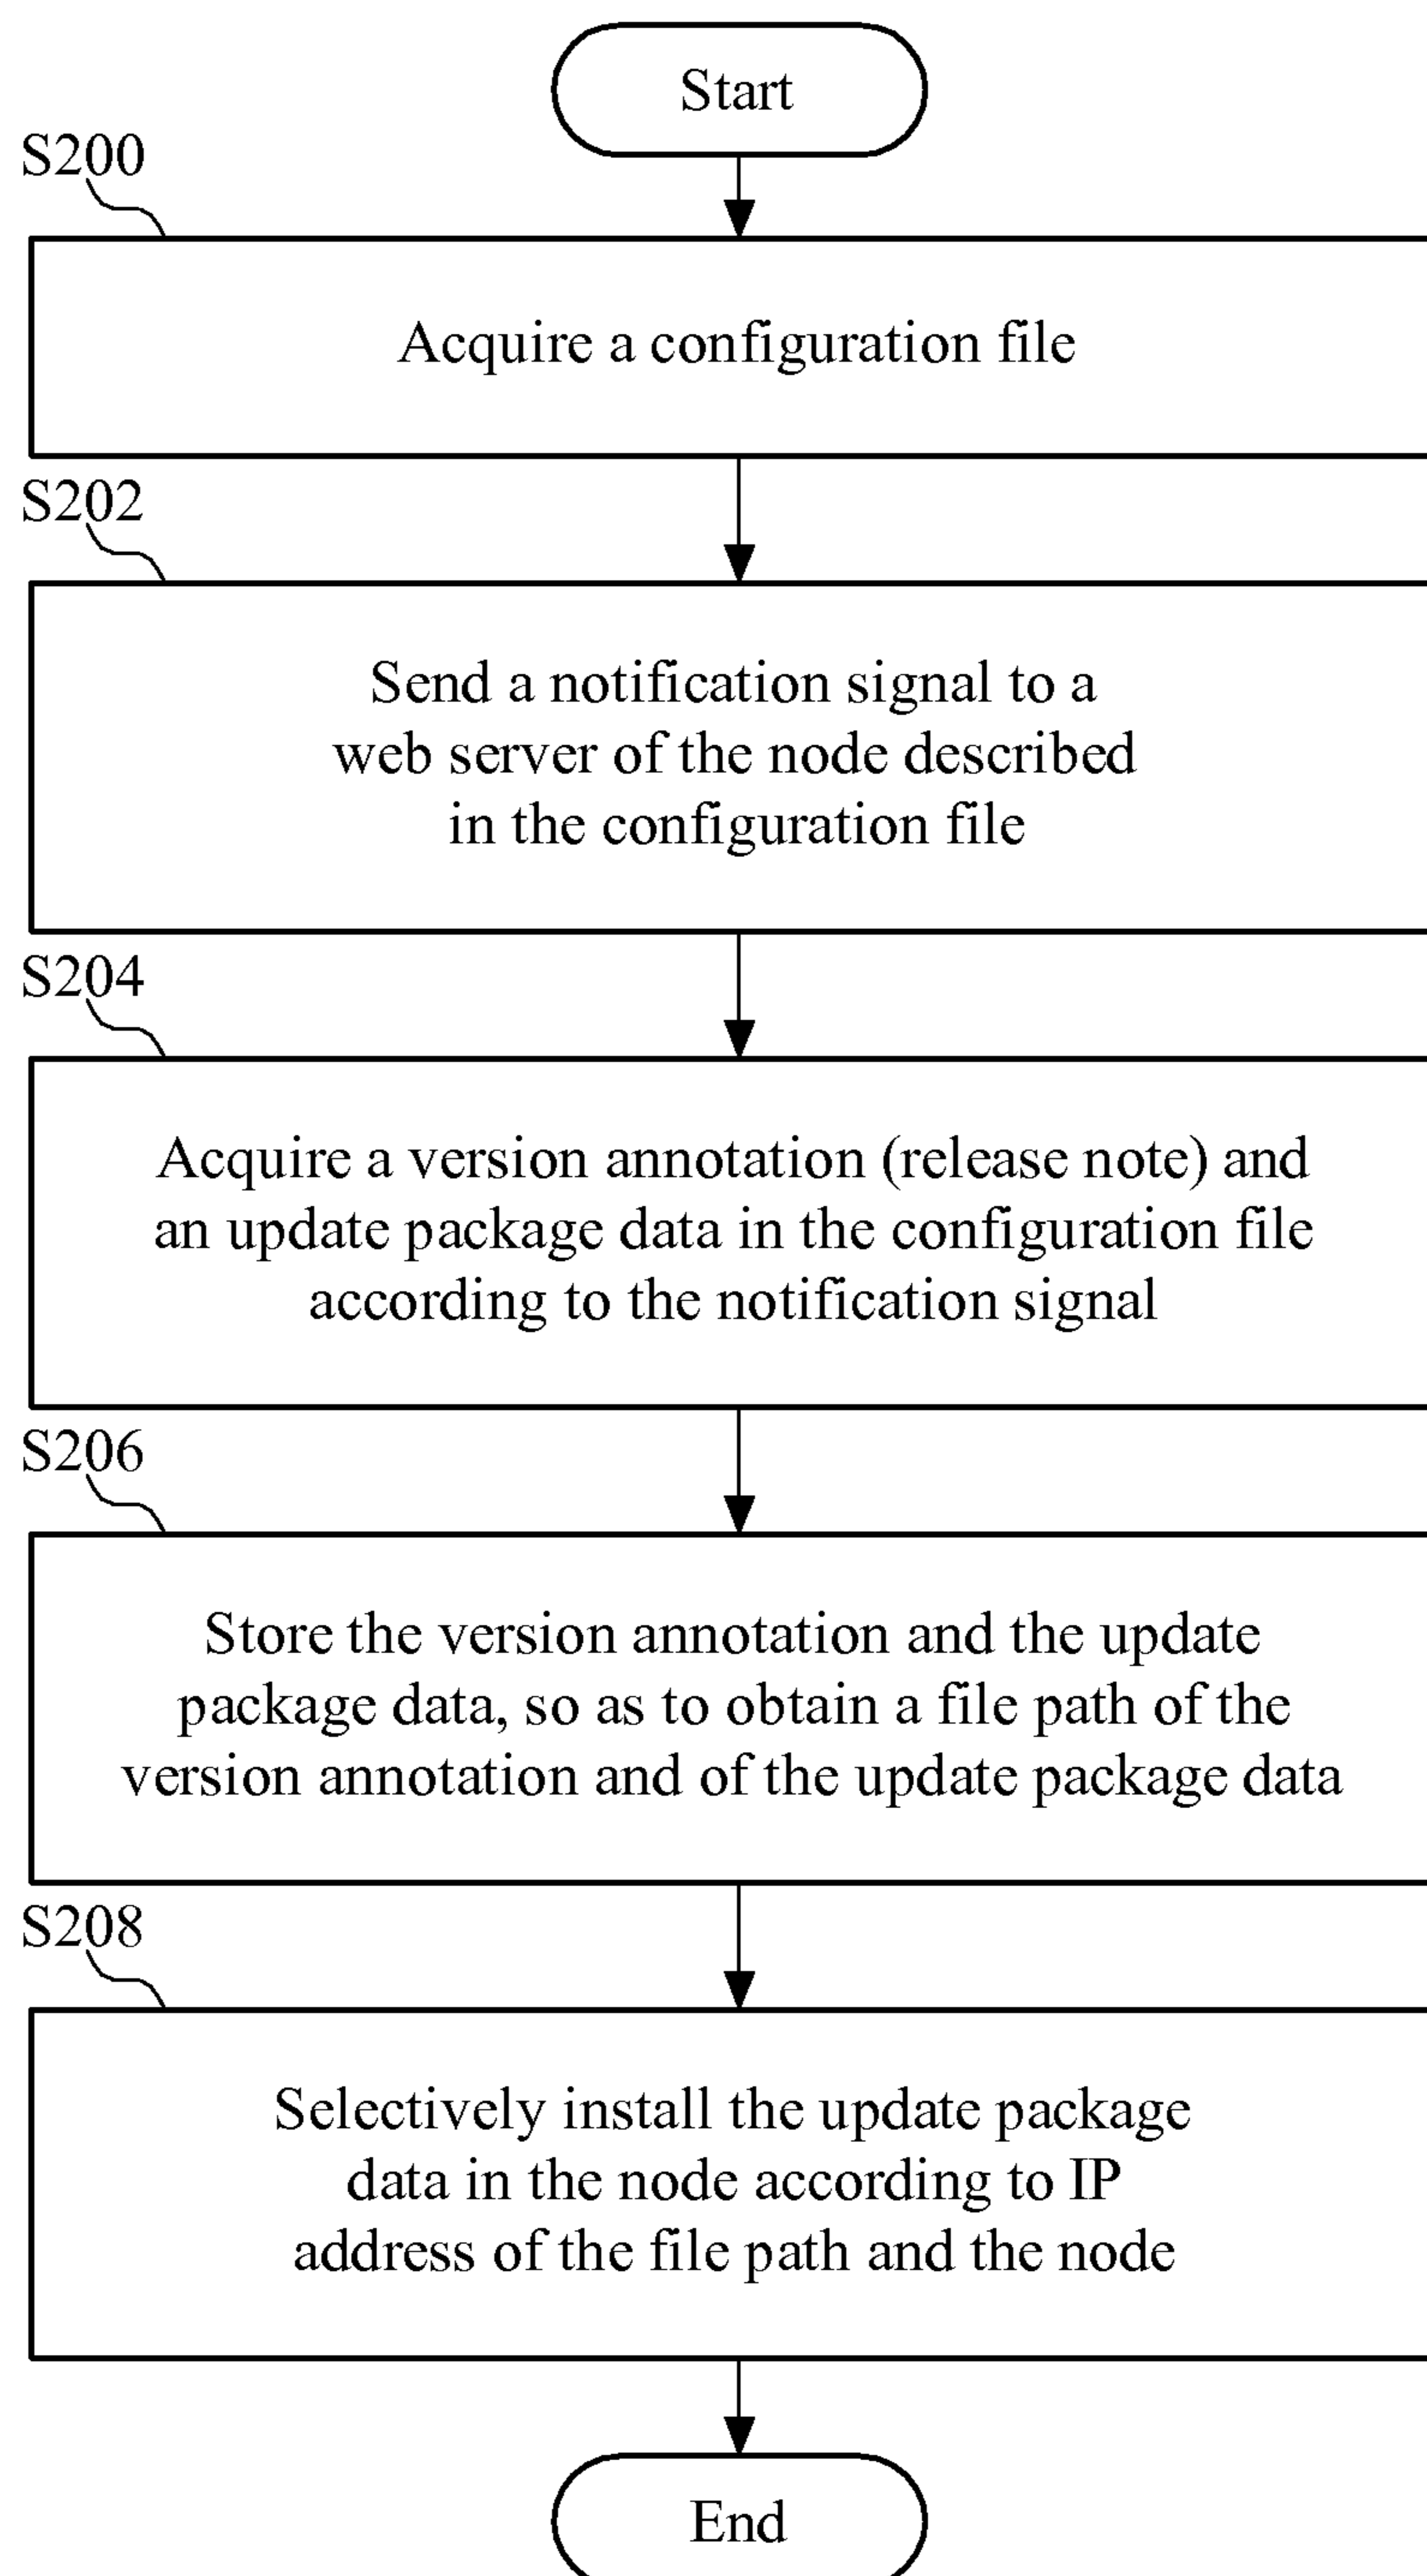 Start
S200
Acquire a configuration file
S202
Send a notification signal to a
web server of the node described
in the configuration file
S204
Acquire a version annotation (release note) and
an update package data in the configuration file
according to the notification signal
S206
Store the version annotation and the update
package data, so as to obtain a file path of the
version annotation and of the update package data
S208
Selectively install the update package
data in the node according to IP
address of the file path and the node
End